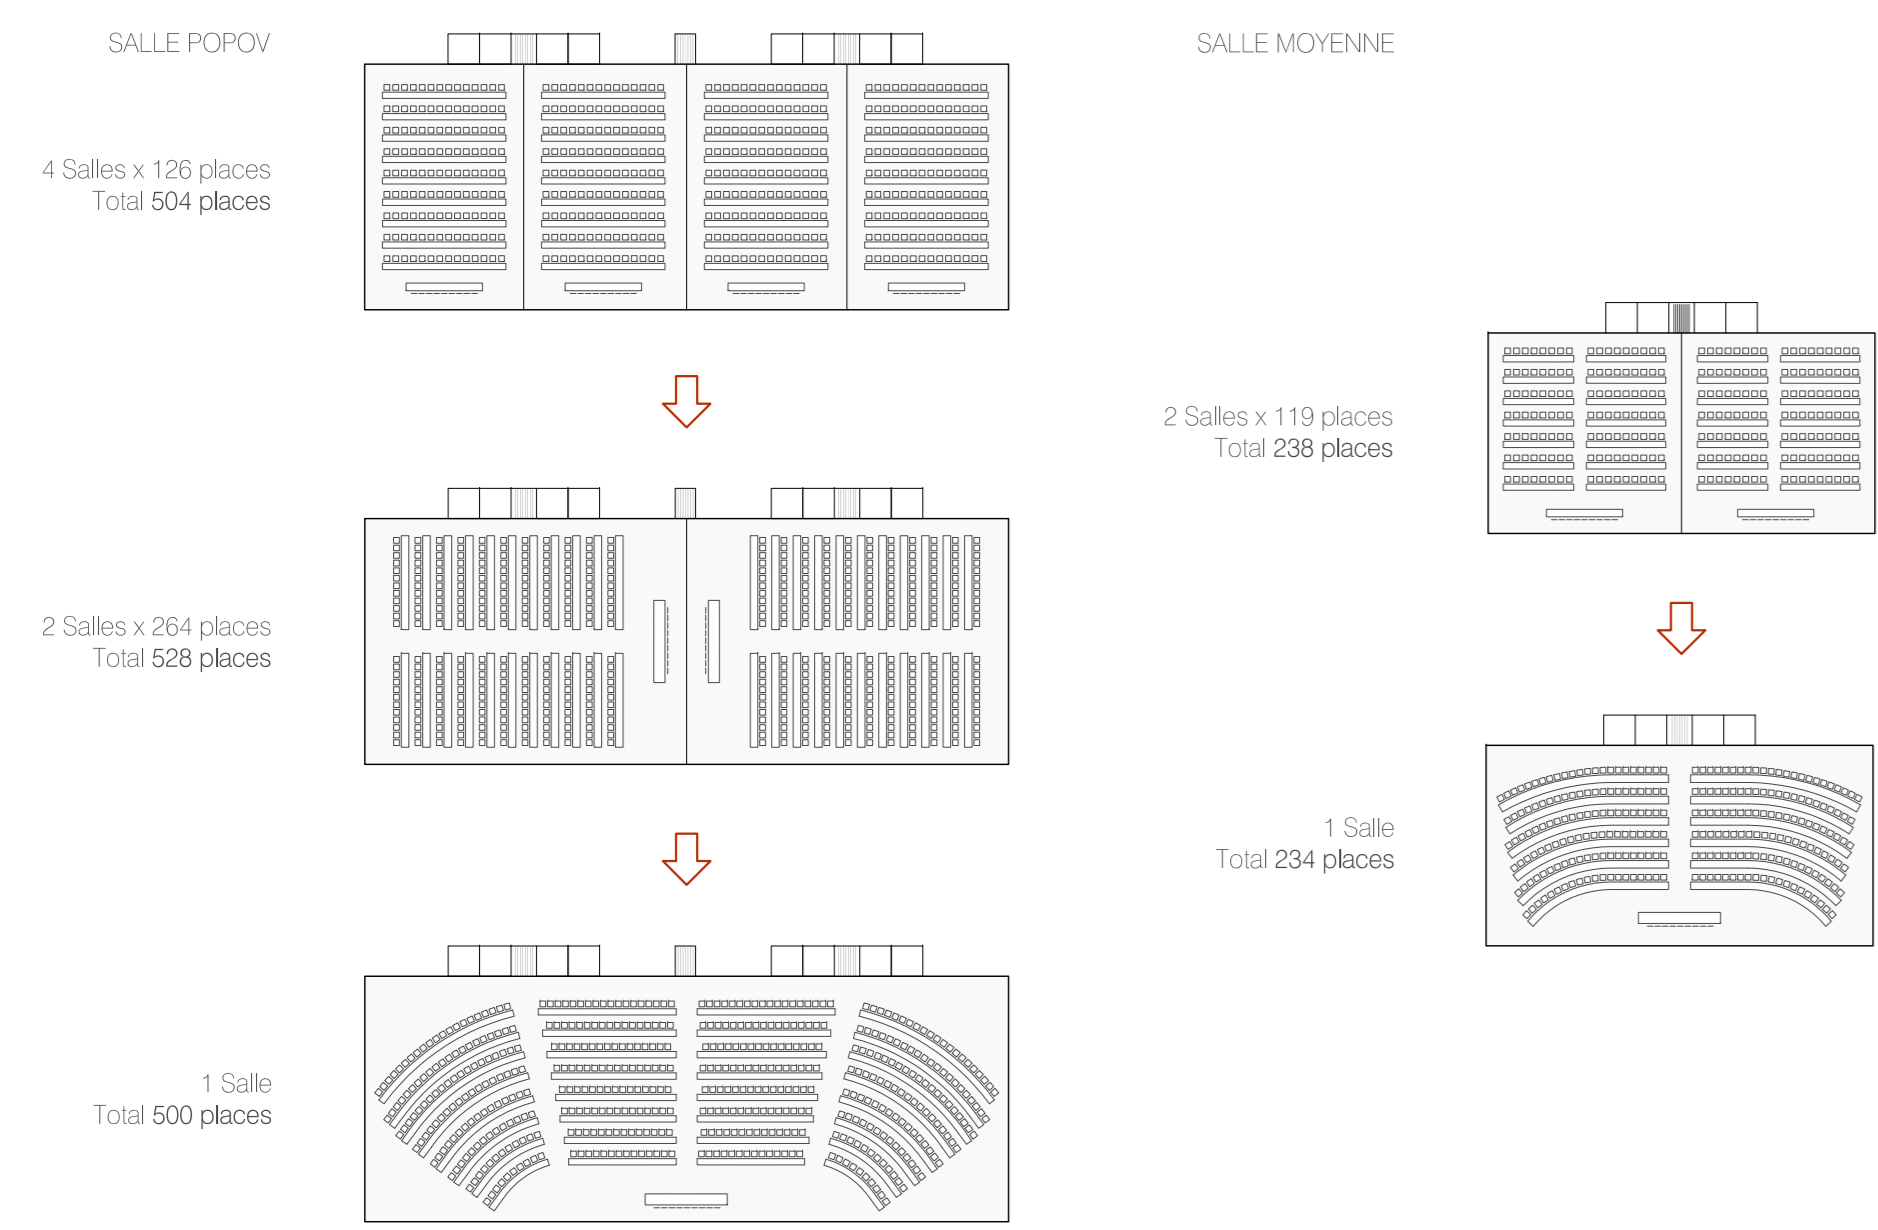 SALLE POPOV
4 Salles x 126 places
Total 504 places
2 Salles x 264 places
Total 528 places
1 Salle
Total 500 places
SALLE MOYENNE
2 Salles x 119 places
Total 238 places
1 Salle
Total 234 places